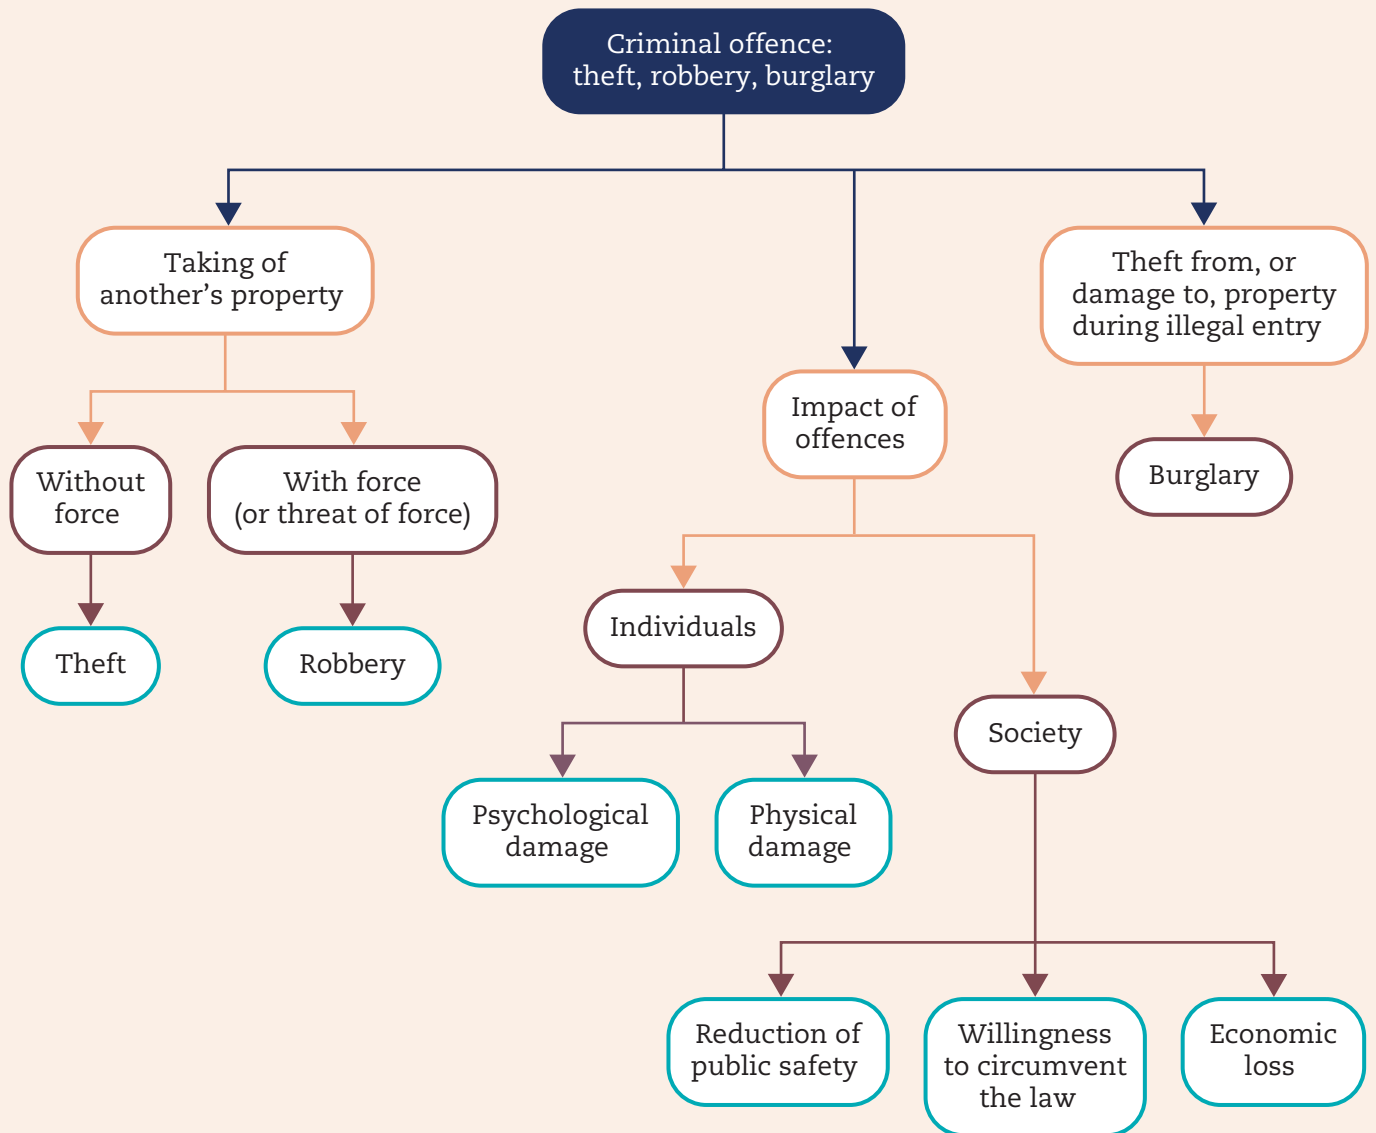 Criminal offence:
theft, robbery, burglary
Taking of
another’s property
Theft from, or
damage to, property
during illegal entry
Impact of
offences
Without
force
With force
(or threat of force)
Burglary
Individuals
Theft
Robbery
Society
Psychological
damage
Physical
damage
Reduction of
public safety
Willingness
to circumvent
the law
Economic
loss